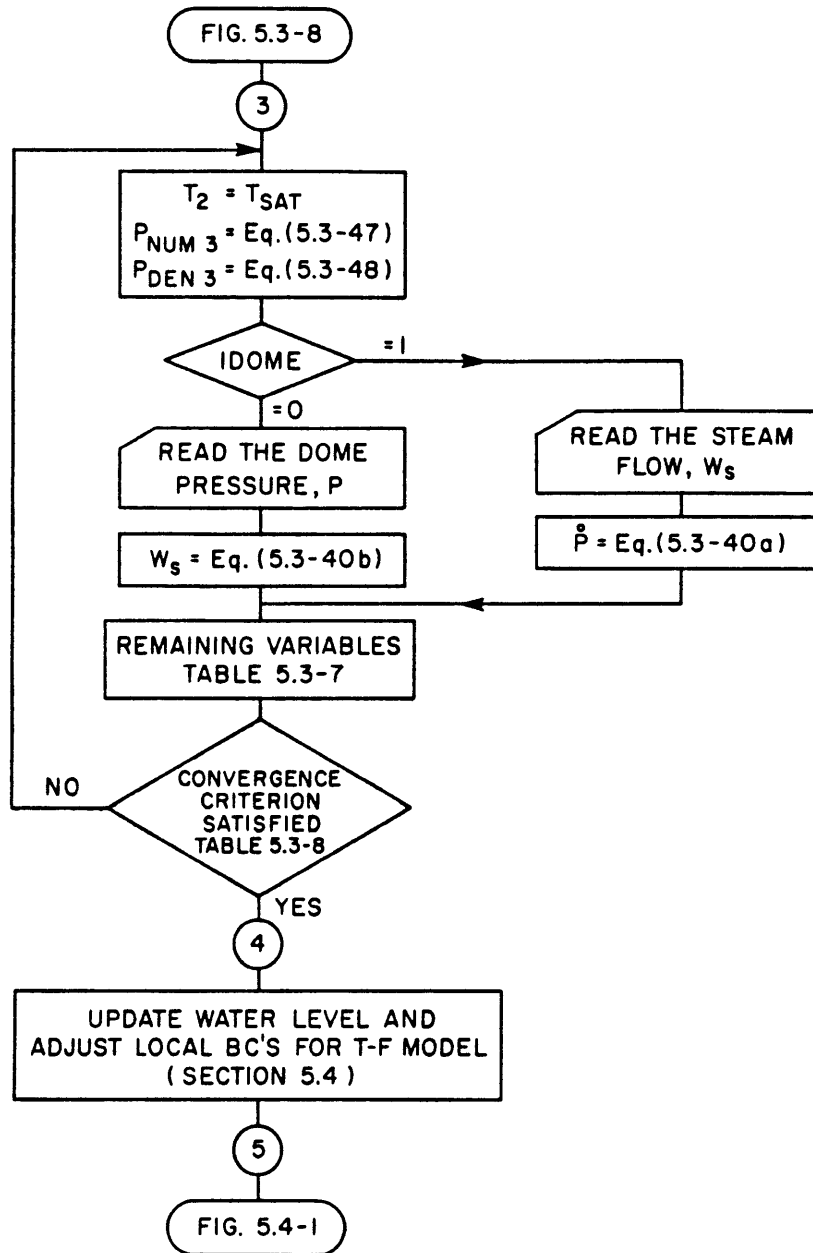 FIG. 5.3-8
3
T2 = TSAT
PNUM 3 = Eq.(5.3-47)
PDEN 3 = Eq.(5.3-48)
IDOME
=1
=0
READ THE DOME
PRESSURE, P
READ THE STEAM
FLOW, Ws
Ws = Eq. (5.3-40b)
P̊ = Eq.(5.3-40a)
REMAINING VARIABLES
TABLE 5.3-7
NO
CONVERGENCE
CRITERION
SATISFIED
TABLE 5.3-8
YES
4
UPDATE WATER LEVEL AND
ADJUST LOCAL BC'S FOR T-F MODEL
( SECTION 5.4 )
5
FIG. 5.4-1